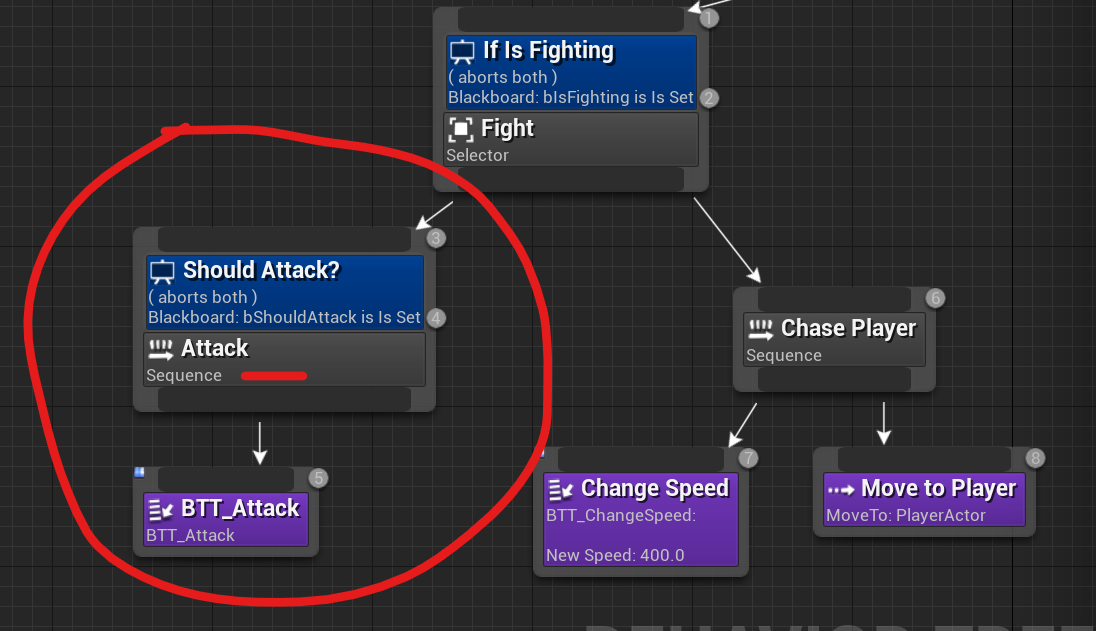 1
If Is Fighting
( aborts both )
Blackboard: bIsFighting is Is Set
2
Fight
Selector
3
Should Attack?
( aborts both )
Blackboard: bShouldAttack is Is Set
4
Attack
Sequence
5
BTT_Attack
BTT_Attack
6
Chase Player
Sequence
7
Change Speed
BTT_ChangeSpeed:
New Speed: 400.0
8
Move to Player
MoveTo: PlayerActor
BEHAVIOR TREE